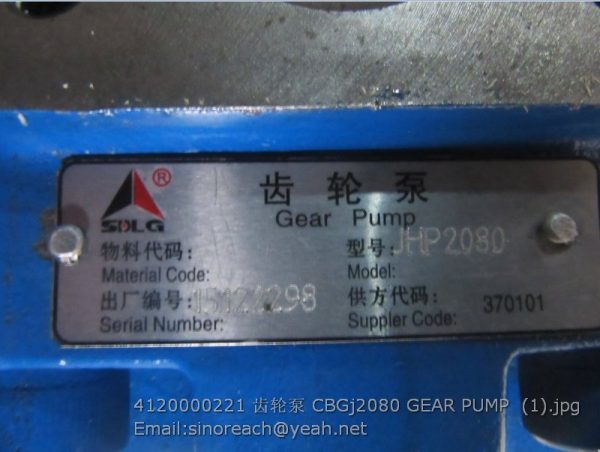 SDLG ®
齿轮泵
Gear Pump
物料代码:
Material Code:
型号: JHP2080
Model:
出厂编号:
Serial Number:
供方代码: 370101
Suppler Code:
4120000221 齿轮泵 CBGj2080 GEAR PUMP (1).jpg
Email:sinoreach@yeah.net